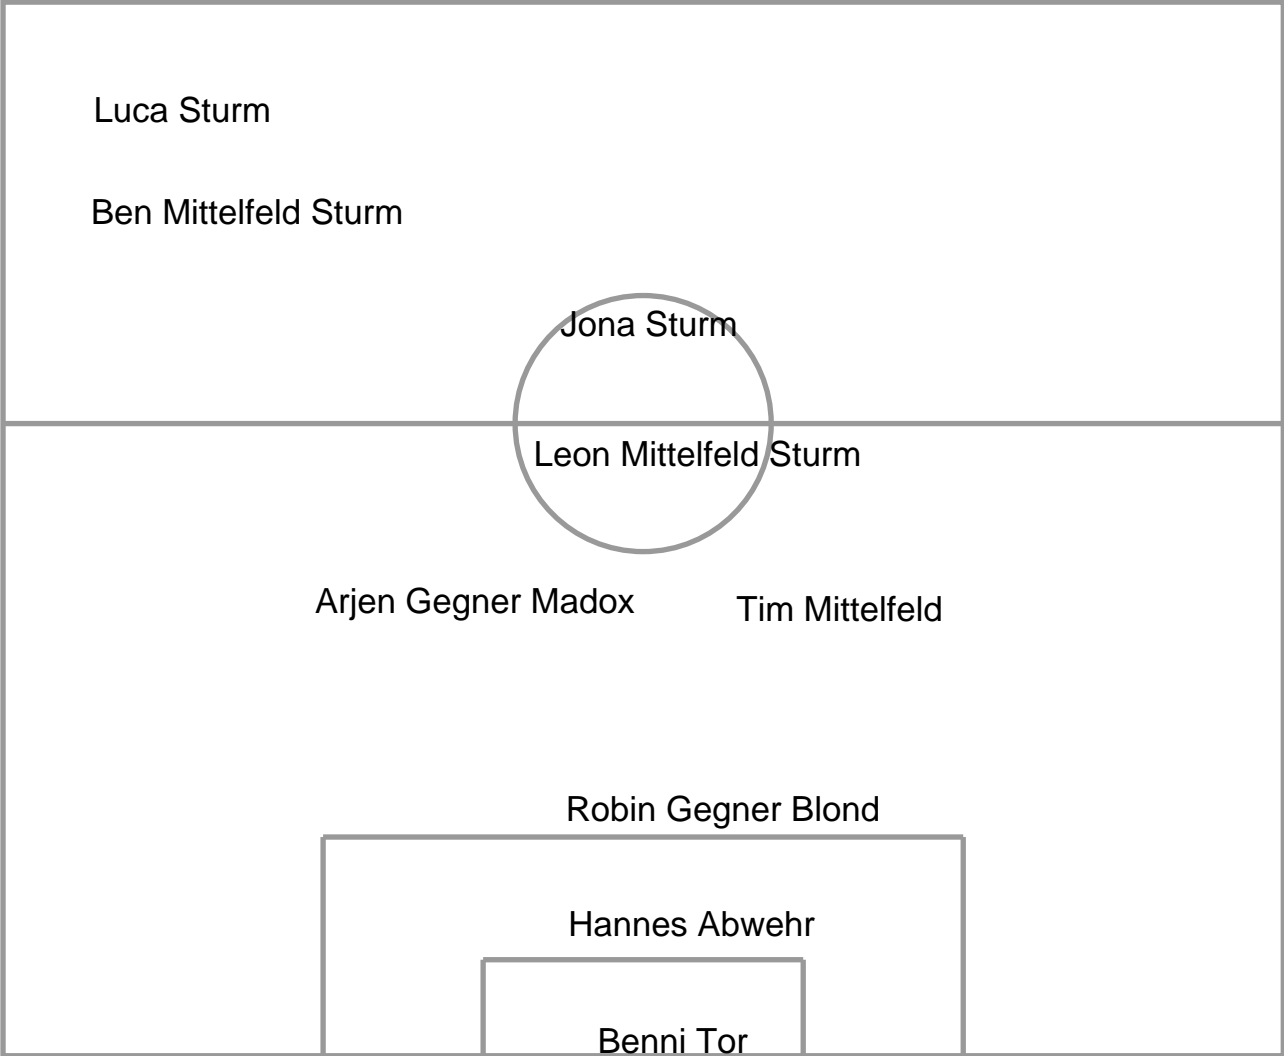 Luca Sturm
Ben Mittelfeld Sturm
Jona Sturm
Leon Mittelfeld Sturm
Arjen Gegner Madox
Tim Mittelfeld
Robin Gegner Blond
Hannes Abwehr
Benni Tor